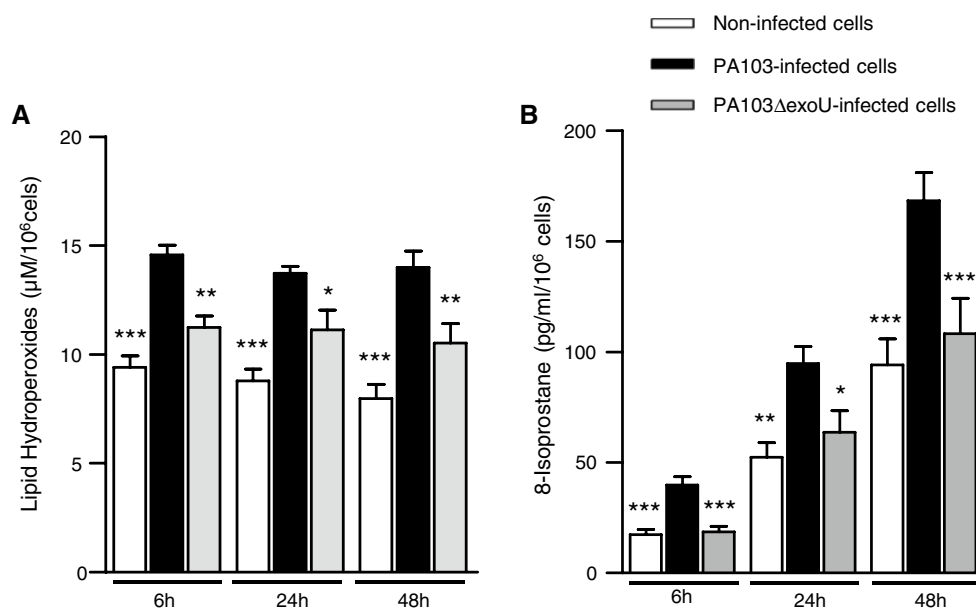 Non-infected cells
PA103-infected cells
PA103ΔexoU-infected cells
A
Lipid Hydroperoxides (µM/10⁶cels)
20
15
10
5
0
***
**
***
*
***
**
6h
24h
48h
B
8-Isoprostane (pg/ml/10⁶ cells)
200
150
100
50
0
***
***
**
*
***
***
6h
24h
48h